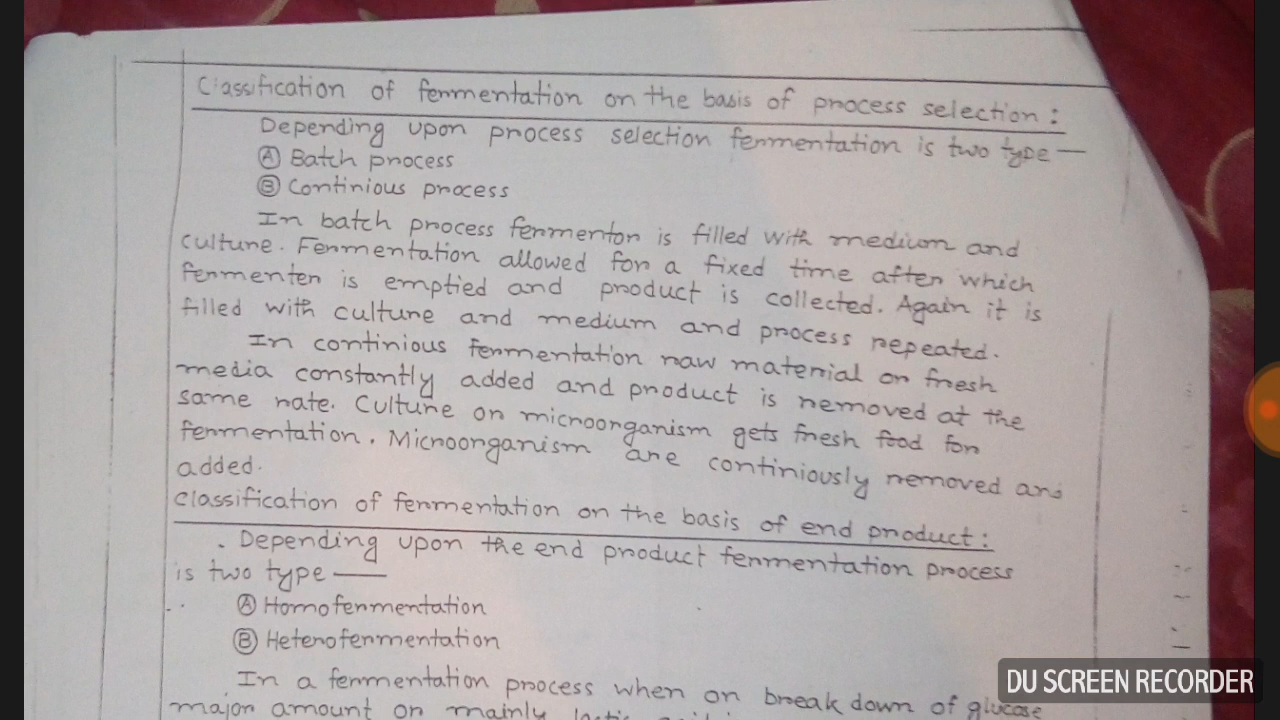 Classification of fermentation on the basis of process selection:
Depending upon process selection fermentation is two type —
Ⓐ Batch process
Ⓑ Continious process
In batch process fermentor is filled with medium and
culture. Fermentation allowed for a fixed time after which
fermenter is emptied and product is collected. Again it is
filled with culture and medium and process repeated.
In continious fermentation raw material or fresh
media constantly added and product is removed at the
same rate. Culture or microorganism gets fresh food for
fermentation. Microorganism are continiously removed and
added.
Classification of fermentation on the basis of end product:
Depending upon the end product fermentation process
is two type —
Ⓐ Homofermentation
Ⓑ Heterofermentation
In a fermentation process when on break down of glucose
major amount or mainly lactic
DU SCREEN RECORDER